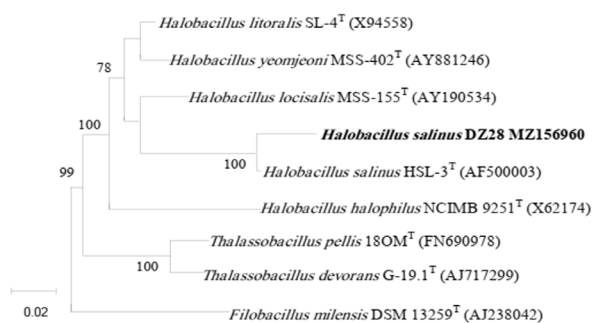 Halobacillus litoralis SL-4ᵀ (X94558)
Halobacillus yeomjeoni MSS-402ᵀ (AY881246)
78
Halobacillus locisalis MSS-155ᵀ (AY190534)
100
Halobacillus salinus DZ28 MZ156960
100
99
Halobacillus salinus HSL-3ᵀ (AF500003)
Halobacillus halophilus NCIMB 9251ᵀ (X62174)
Thalassobacillus pellis 18OMᵀ (FN690978)
100
Thalassobacillus devorans G-19.1ᵀ (AJ717299)
0.02
Filobacillus milensis DSM 13259ᵀ (AJ238042)